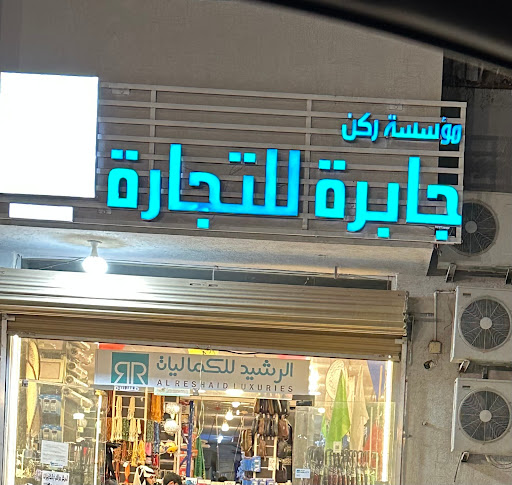 مؤسسة ركن
جابرة للتجارة
الرشيد للكماليات
AL RESHAID LUXURIES